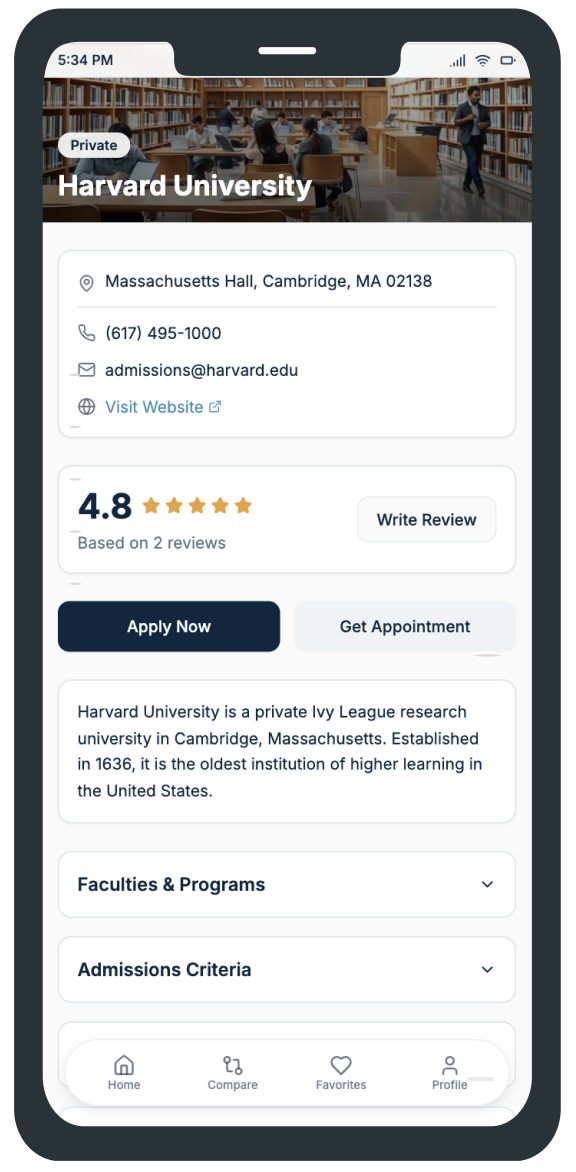 5:34 PM
Private
Harvard University
Massachusetts Hall, Cambridge, MA 02138
(617) 495-1000
admissions@harvard.edu
Visit Website
4.8
Based on 2 reviews
Write Review
Apply Now
Get Appointment
Harvard University is a private Ivy League research
university in Cambridge, Massachusetts. Established
in 1636, it is the oldest institution of higher learning in
the United States.
Faculties & Programs
Admissions Criteria
Home
Compare
Favorites
Profile